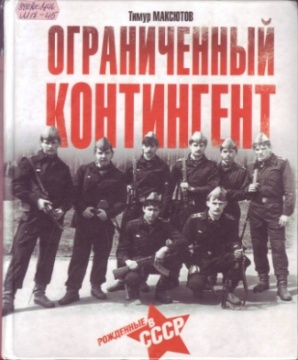 Тимур МАКСЮТОВ
ОГРАНИЧЕННЫЙ
КОНТИНГЕНТ
РОЖДЕННЫЕ В
СССР